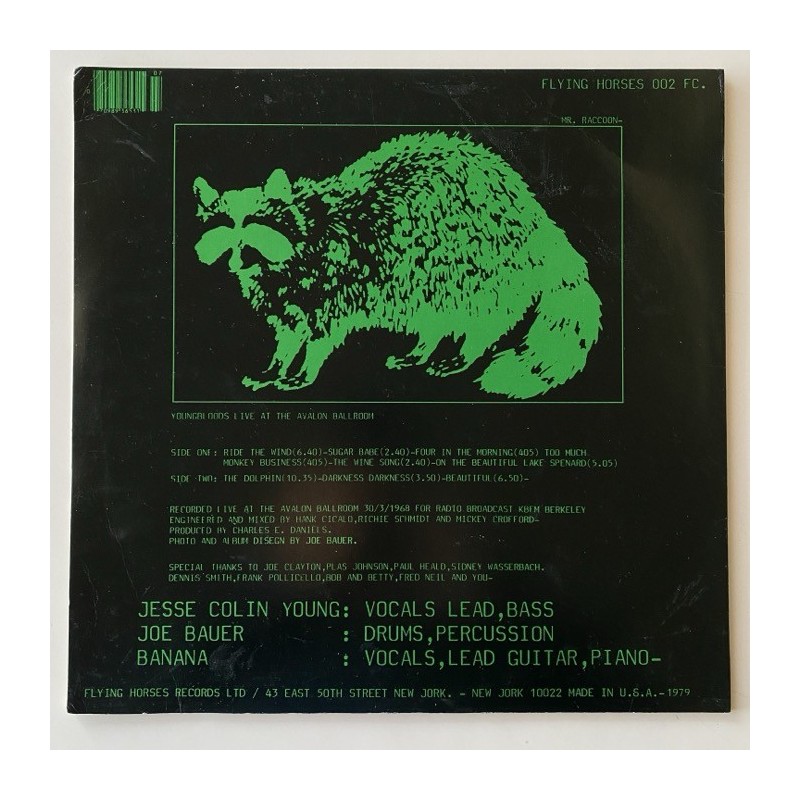 FLYING HORSES 002 FC.
MR. RACCOON-
YOUNGBLOODS LIVE AT THE AVALON BALLROOM
SIDE ONE: RIDE THE WIND(6.40)-SUGAR BABE(2.40)-FOUR IN THE MORNING(405) TOO MUCH
MONKEY BUSINESS(405)-THE WINE SONG(2.40)-ON THE BEAUTIFUL LAKE SPENARD(5.05)
SIDE TWO: THE DOLPHIN(10.35)-DARKNESS DARKNESS(3.50)-BEAUTIFUL(6.50)-
RECORDED LIVE AT THE AVALON BALLROOM 30/3/1968 FOR RADIO BROADCAST KBFM BERKELEY
ENGINEIRED AND MIXED BY HANK CICALO,RICHIE SCHMIDT AND MICKEY CROFFORD-
PRODUCTD BY CHARLES E. DANIELS.
PHOTO AND ALBUM DISEGN BY JOE BAUER.
SPECIAL THANKS TO JOE CLAYTON,PLAS JOHNSON,PAUL HEALD,SIDNEY WASSERBACH.
DENNIS SMITH,FRANK POLLICELLO,BOB AND BETTY,FRED NEIL AND YOU-
JESSE COLIN YOUNG: VOCALS LEAD,BASS
JOE BAUER : DRUMS,PERCUSSION
BANANA : VOCALS,LEAD GUITAR,PIANO-
FLYING HORSES RECORDS LTD / 43 EAST 50TH STREET NEW JORK. - NEW JORK 10022 MADE IN U.S.A.-1979